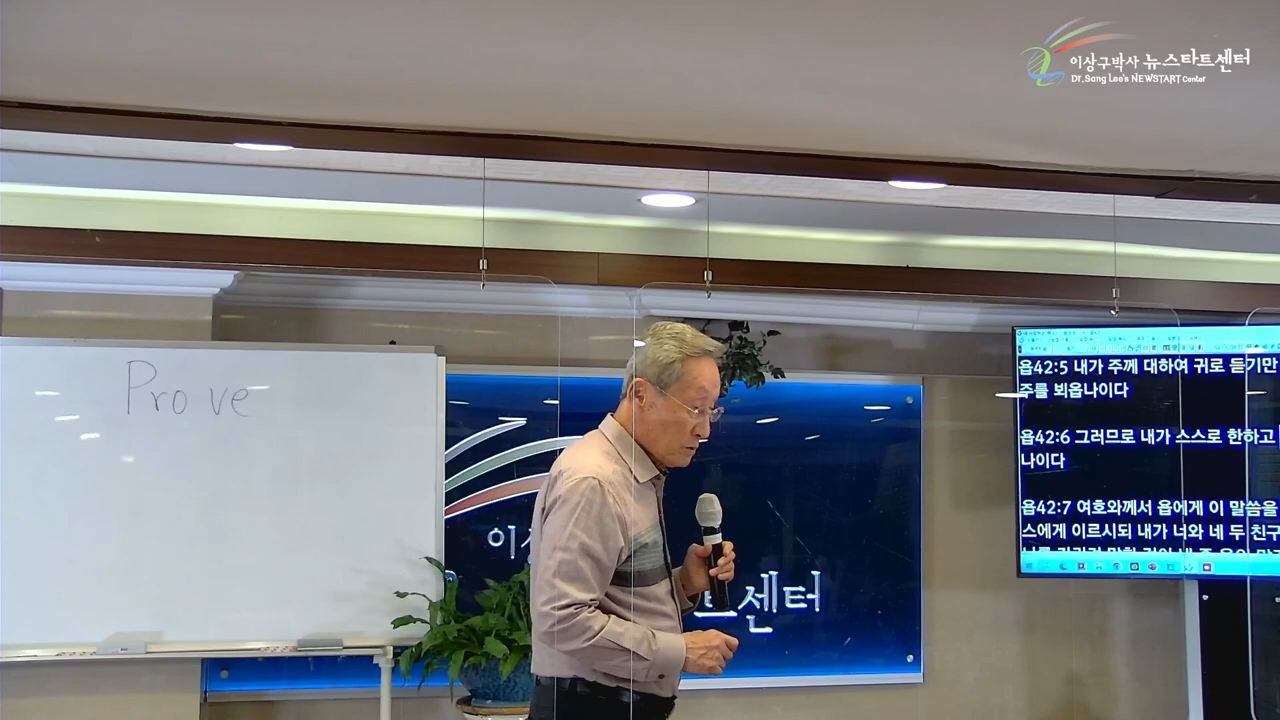 이상구박사 뉴스타트센터
Dr. Sang Lee's NEWSTART Center
Prove
욥42:5 내가 주께 대하여 귀로 듣기만
주를 뵈옵나이다
욥42:6 그러므로 내가 스스로 한하고
나이다
욥42:7 여호와께서 욥에게 이 말씀을
스에게 이르시되 내가 너와 네 두 친구
이
트센터